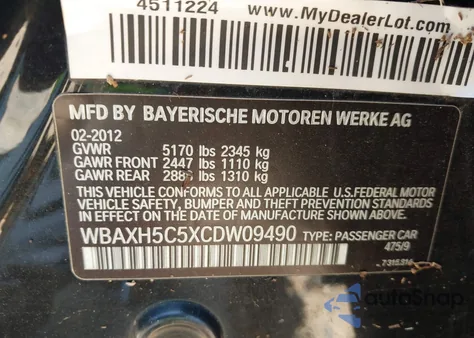 4511224
www.MyDealerLot.com
MFD BY BAYERISCHE MOTOREN WERKE AG
02-2012
GVWR 5170 lbs 2345 kg
GAWR FRONT 2447 lbs 1110 kg
GAWR REAR 2888 lbs 1310 kg
THIS VEHICLE CONFORMS TO ALL APPLICABLE U.S. FEDERAL MOTOR
VEHICLE SAFETY, BUMPER AND THEFT PREVENTION STANDARDS
IN EFFECT ON THE DATE OF MANUFACTURE SHOWN ABOVE.
WBAXH5C5XCDW09490 TYPE: PASSENGER CAR
475/9
autoSnap